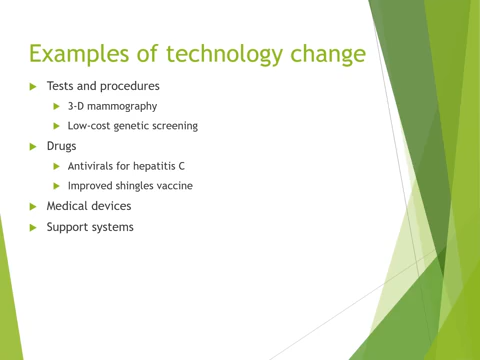 Examples of technology change
Tests and procedures
3-D mammography
Low-cost genetic screening
Drugs
Antivirals for hepatitis C
Improved shingles vaccine
Medical devices
Support systems